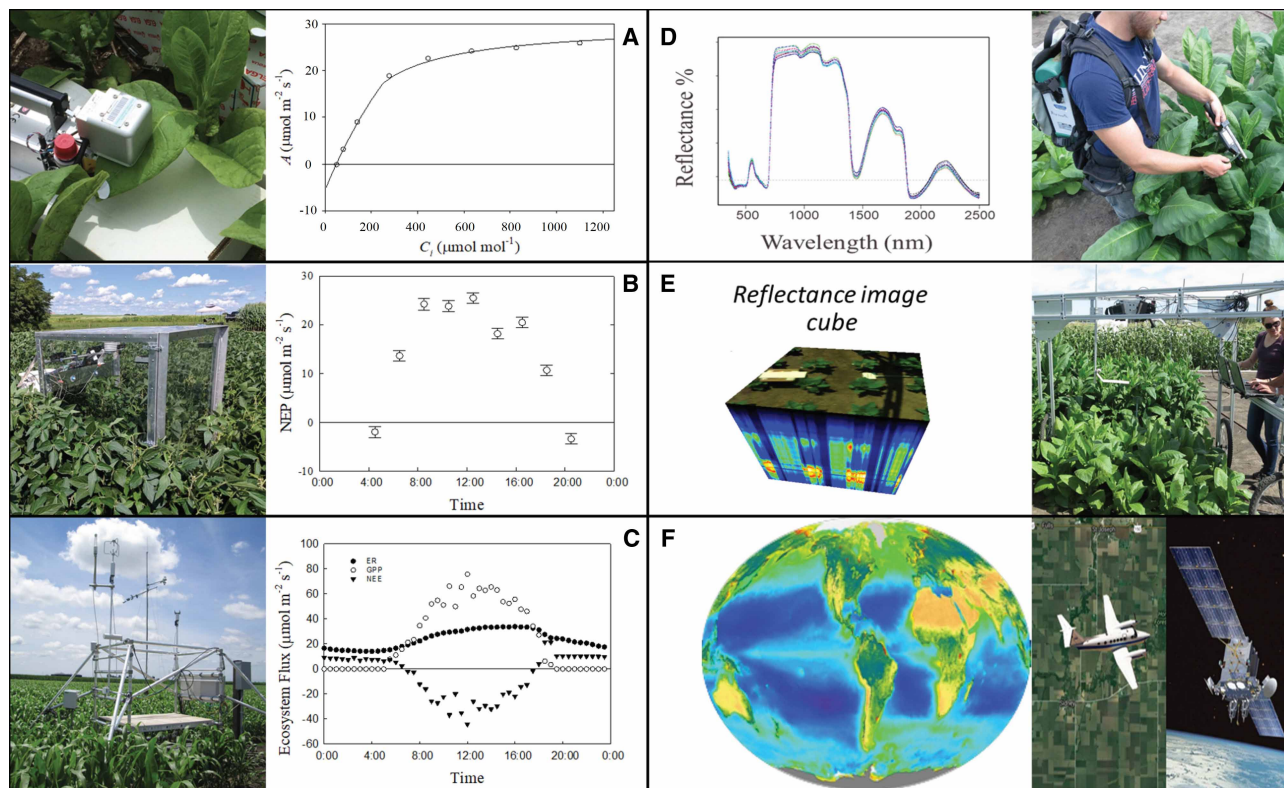 A
A (μmol m⁻² s⁻¹)
30
20
10
0
-10
0
200
400
600
800
1000
1200
Cᵢ (μmol mol⁻¹)
B
NEP (μmol m⁻² s⁻¹)
30
20
10
0
-10
0:00
4:00
8:00
12:00
16:00
20:00
0:00
Time
C
Ecosystem Flux (μmol m⁻² s⁻¹)
100
80
60
40
20
0
-20
-40
-60
ER
GPP
NEE
0:00
4:00
8:00
12:00
16:00
20:00
0:00
Time
D
Reflectance %
500
1000
1500
2000
2500
Wavelength (nm)
E
Reflectance image
cube
F